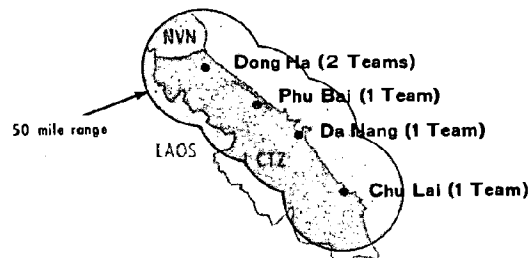 NVN
Dong Ha (2 Teams)
Phu Bai (1 Team)
50 mile range
Da Nang (1 Team)
LAOS
CTZ
Chu Lai (1 Team)